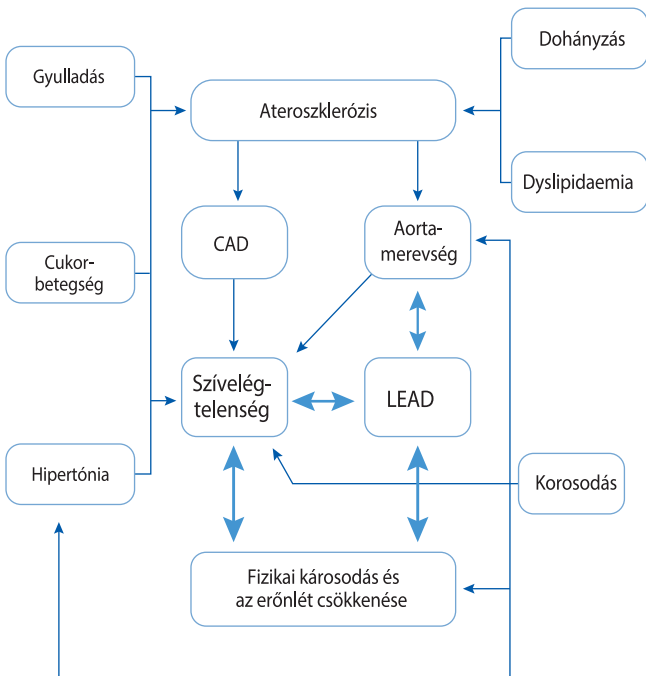 Dohányzás
Gyulladás
Ateroszklerózis
Dyslipidaemia
CAD
Aorta-
merevség
Cukor-
betegség
Szívelég-
telenség
LEAD
Hipertónia
Korosodás
Fizikai károsodás és
az erőnlét csökkenése